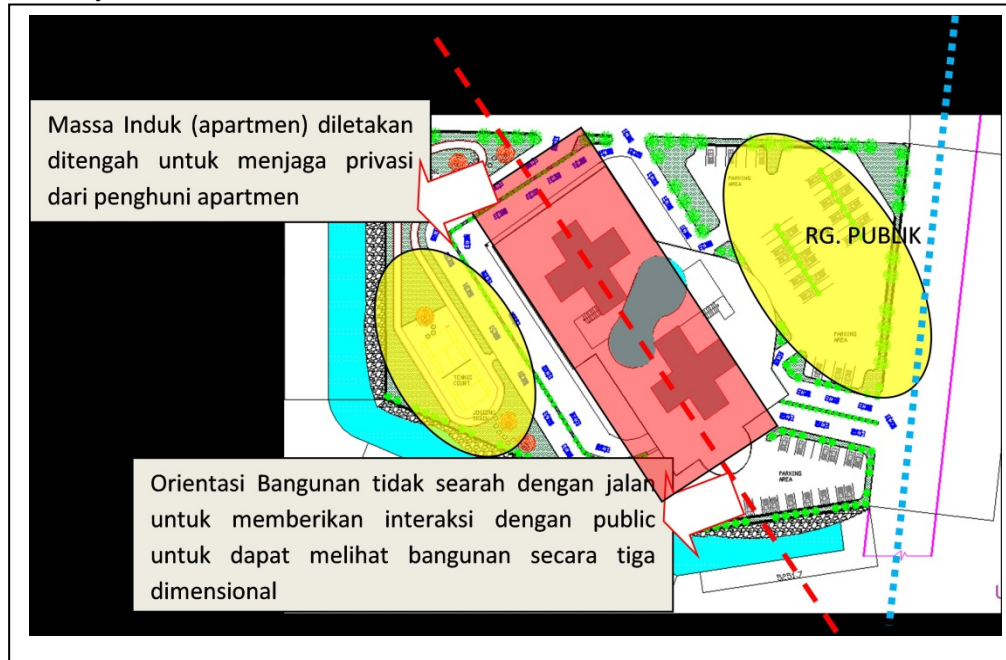 Massa Induk (apartmen) diletakan
ditengah untuk menjaga privasi
dari penghuni apartmen
PARKING
AREA
RG. PUBLIK
PARKING
AREA
TENNIS
COURT
JOGGING
TRACK
PARKING
AREA
Orientasi Bangunan tidak searah dengan jalan
untuk memberikan interaksi dengan public
untuk dapat melihat bangunan secara tiga
dimensional
U